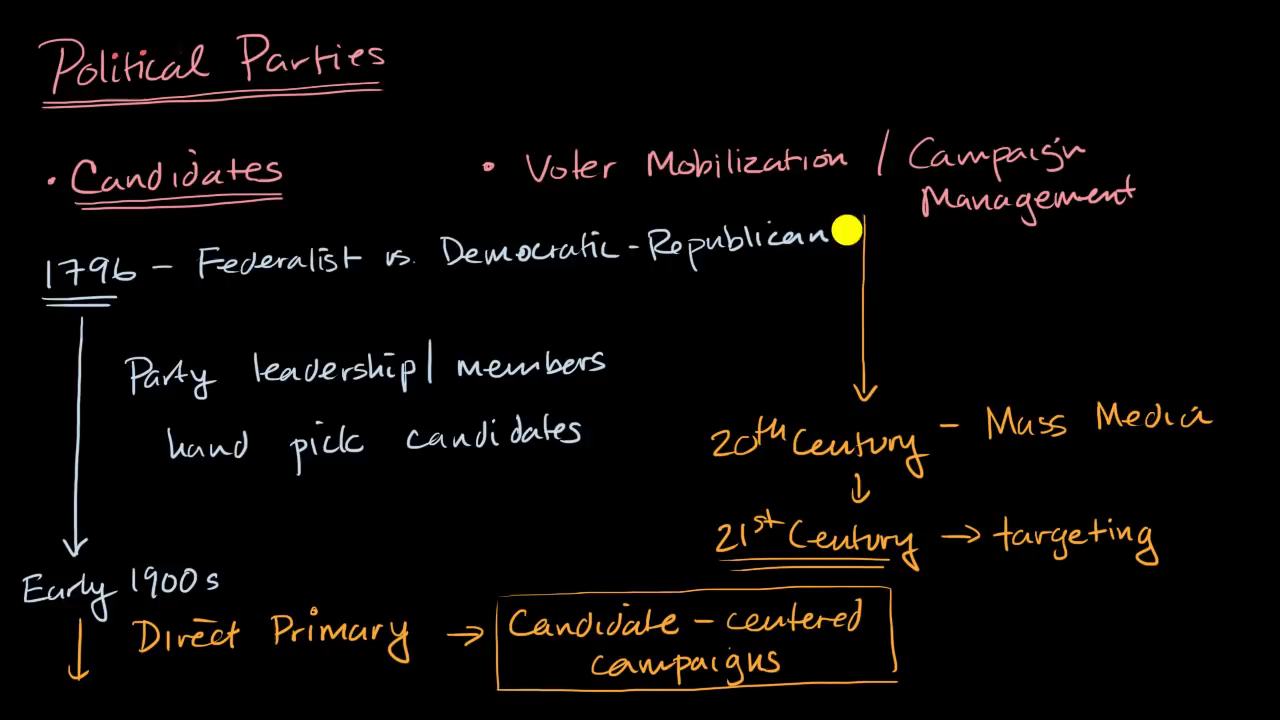 Political Parties
• Candidates
• Voter Mobilization / Campaign
Management
1796 - Federalist vs. Democratic-Republican
Party leadership/members
hand pick candidates
20th Century - Mass Media
21st Century → targeting
Early 1900s
Direct Primary → Candidate-centered
campaigns